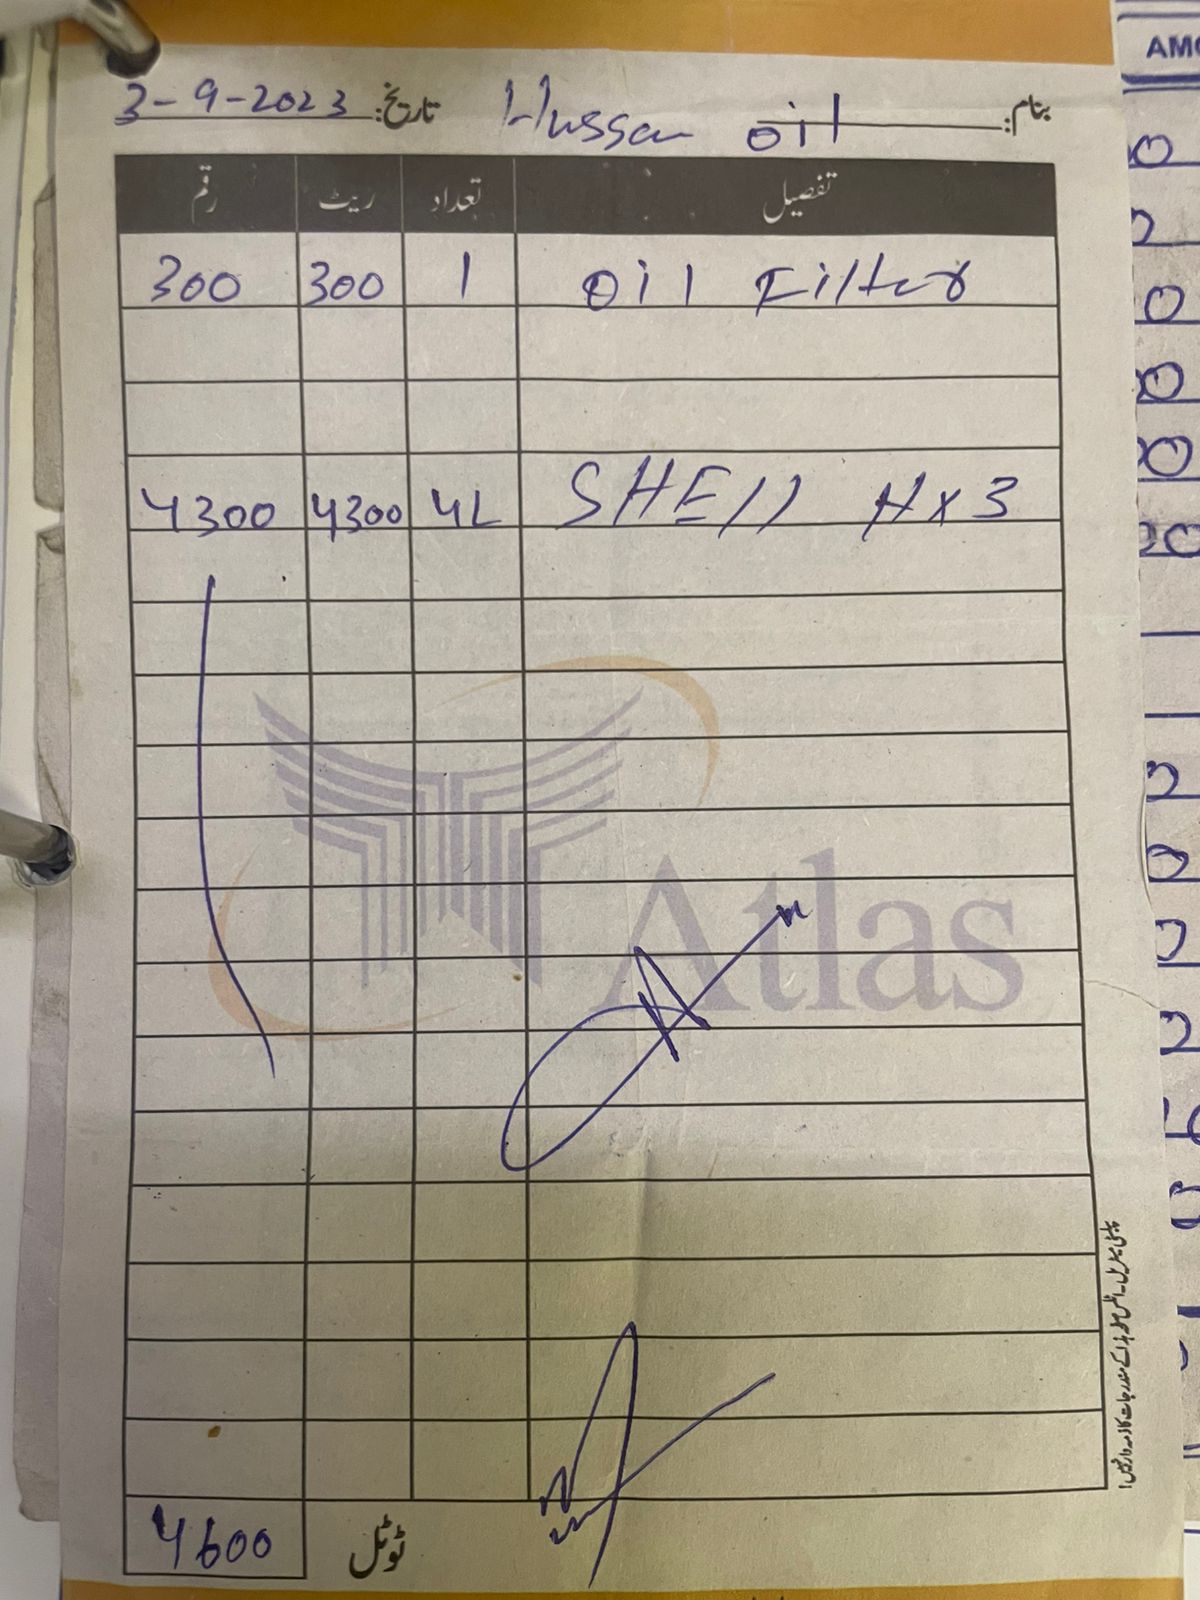 بنام: Hussan oil تاریخ: 3-9-2023
تفصیل تعداد ریٹ رقم
Oil Filter 1 300 300
SHEll Hx3 4L 4300 4300
Atlas
ٹوٹل 4600
AMO